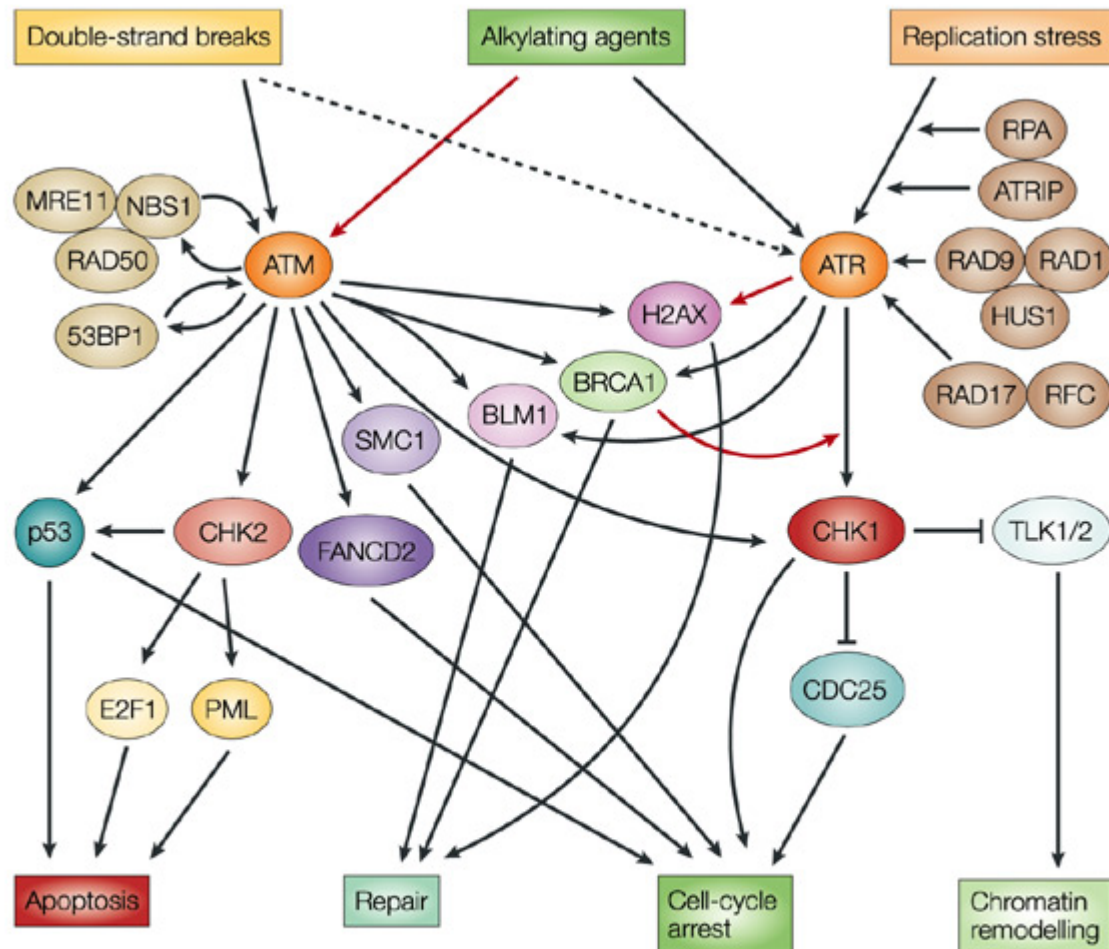 Double-strand breaks
Alkylating agents
Replication stress
RPA
ATRIP
MRE11
NBS1
RAD50
ATM
ATR
RAD9
RAD1
HUS1
53BP1
H2AX
BRCA1
RAD17
RFC
BLM1
SMC1
p53
CHK2
FANCD2
CHK1
TLK1/2
CDC25
E2F1
PML
Apoptosis
Repair
Cell-cycle
arrest
Chromatin
remodelling